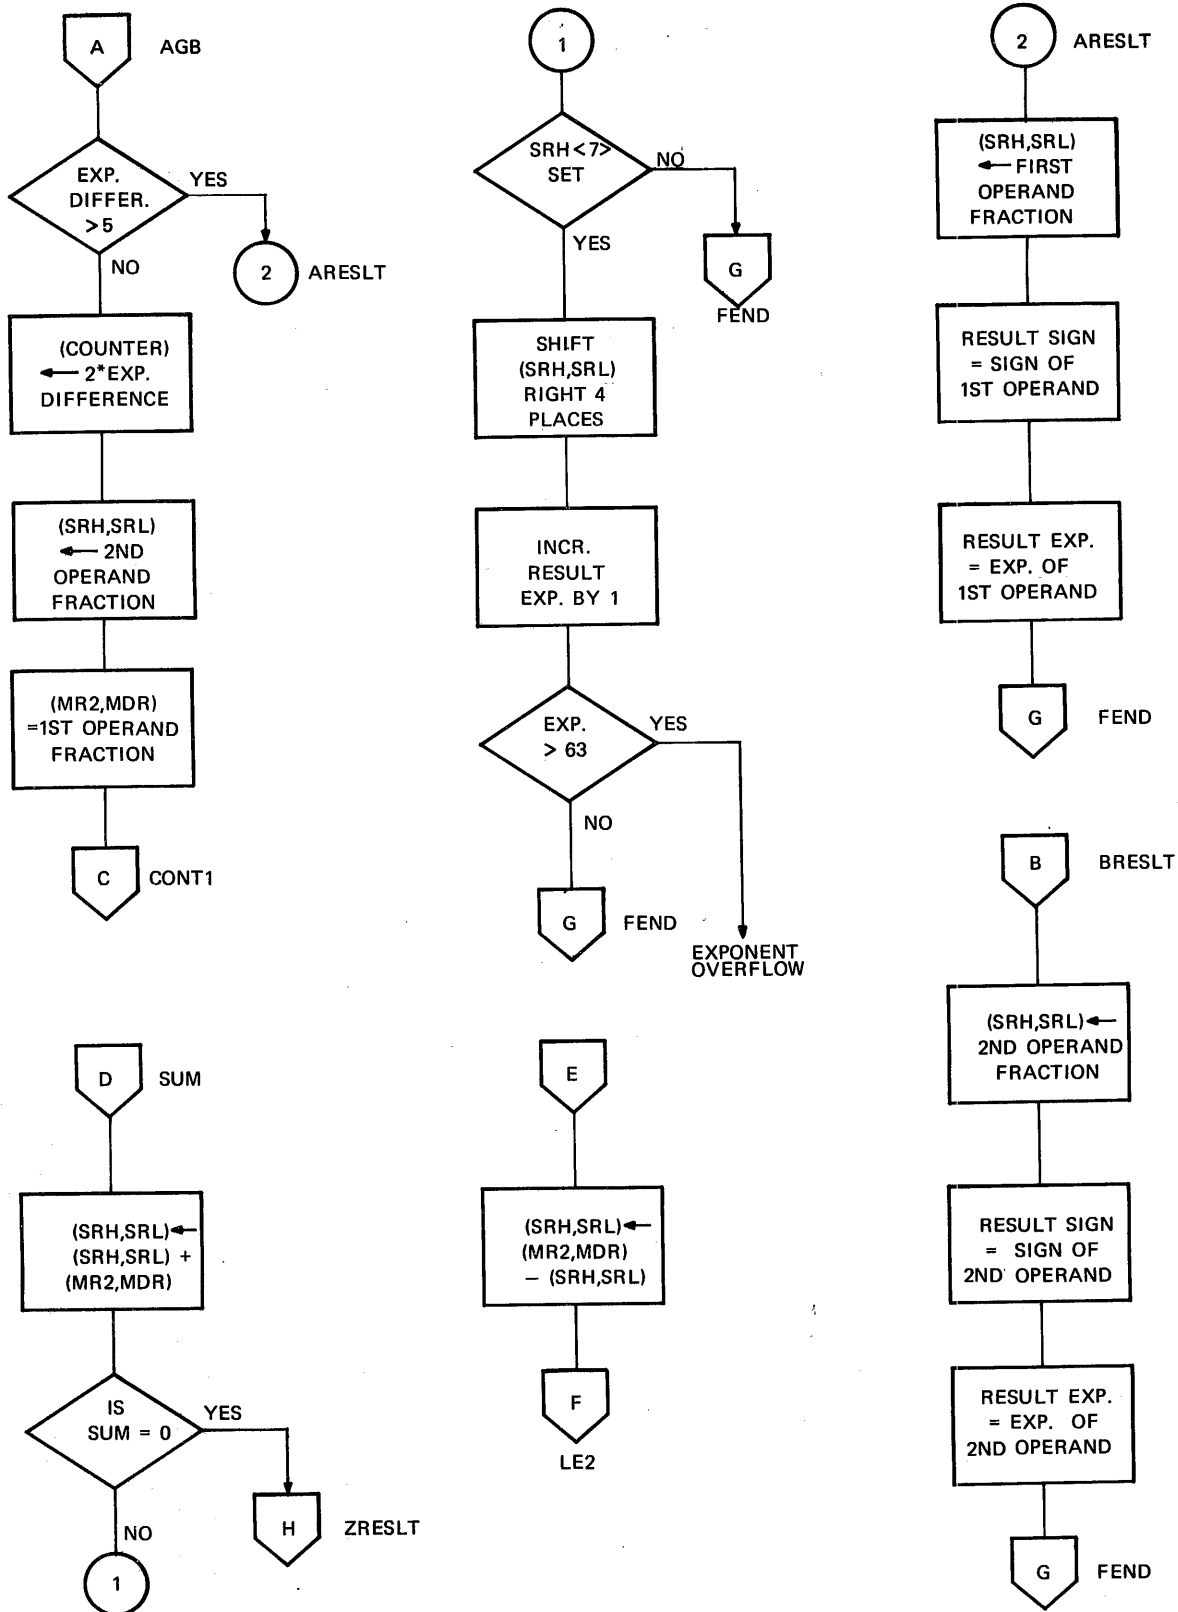 A
AGB
EXP.
DIFFER.
>5
YES
NO
2
ARESLT
(COUNTER)
← 2*EXP.
DIFFERENCE
(SRH,SRL)
← 2ND
OPERAND
FRACTION
(MR2,MDR)
=1ST OPERAND
FRACTION
C
CONT1
D
SUM
(SRH,SRL)←
(SRH,SRL) +
(MR2,MDR)
IS
SUM = 0
YES
NO
H
ZRESLT
1
1
SRH<7>
SET
NO
YES
G
FEND
SHIFT
(SRH,SRL)
RIGHT 4
PLACES
INCR.
RESULT
EXP. BY 1
EXP.
> 63
YES
NO
G
FEND
EXPONENT
OVERFLOW
E
(SRH,SRL)←
(MR2,MDR)
− (SRH,SRL)
F
LE2
2
ARESLT
(SRH,SRL)
← FIRST
OPERAND
FRACTION
RESULT SIGN
= SIGN OF
1ST OPERAND
RESULT EXP.
= EXP. OF
1ST OPERAND
G
FEND
B
BRESLT
(SRH,SRL)←
2ND OPERAND
FRACTION
RESULT SIGN
= SIGN OF
2ND OPERAND
RESULT EXP.
= EXP. OF
2ND OPERAND
G
FEND